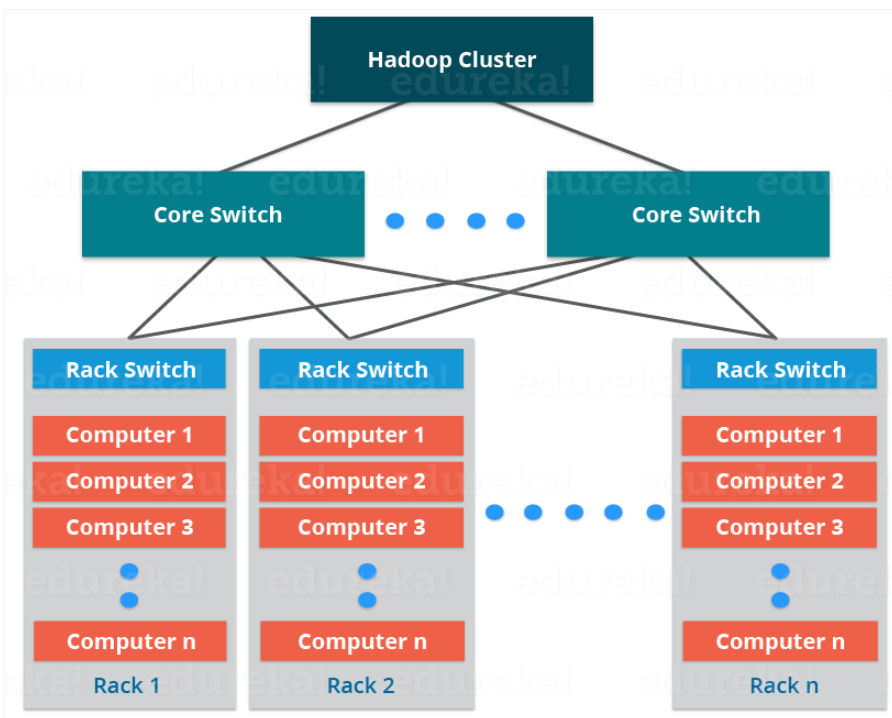 Hadoop Cluster
edureka!
Core Switch
Core Switch
Rack Switch
Computer 1
Computer 2
Computer 3
Computer n
Rack 1
Rack Switch
Computer 1
Computer 2
Computer 3
Computer n
Rack 2
Rack Switch
Computer 1
Computer 2
Computer 3
Computer n
Rack n